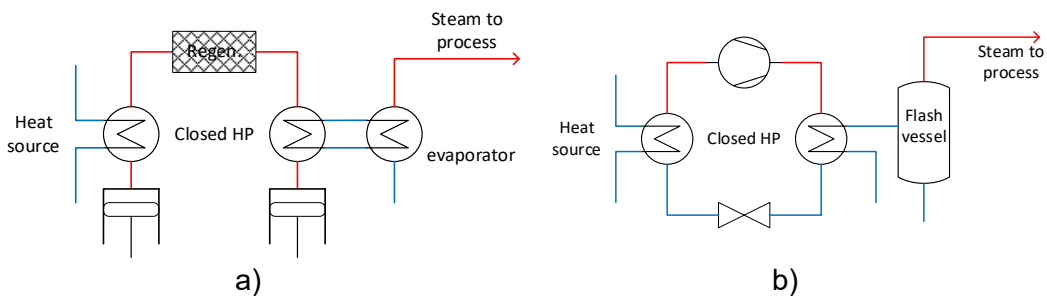 Regen.
Steam to
process
Heat
source
Closed HP
evaporator
a)
Steam to
process
Heat
source
Closed HP
Flash
vessel
b)